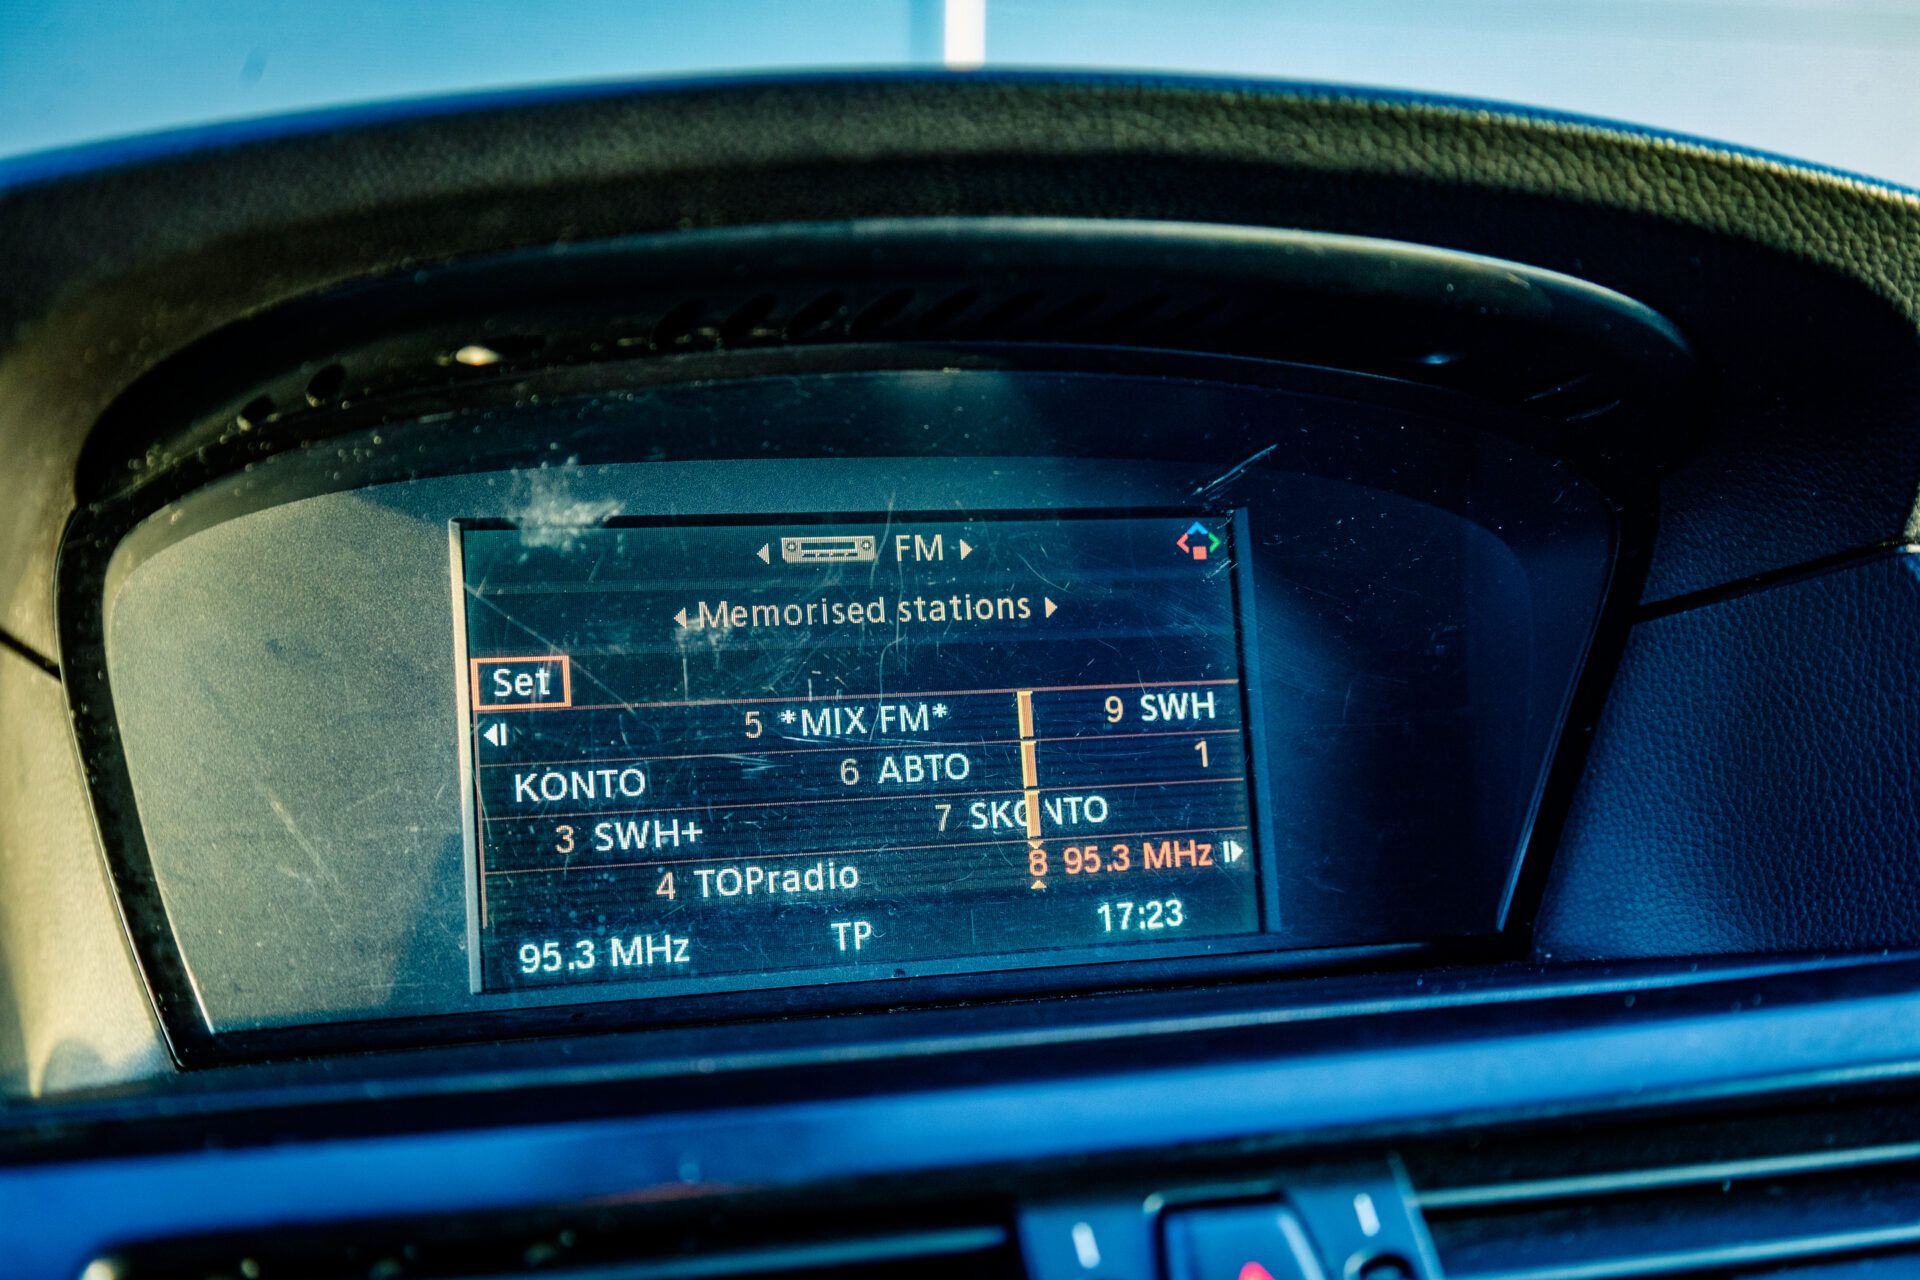 FM
Memorised stations
Set
5 *MIX FM* 9 SWH
KONTO 6 ABTO 1
3 SWH+ 7 SKONTO
4 TOPradio 8 95.3 MHz
95.3 MHz TP 17:23